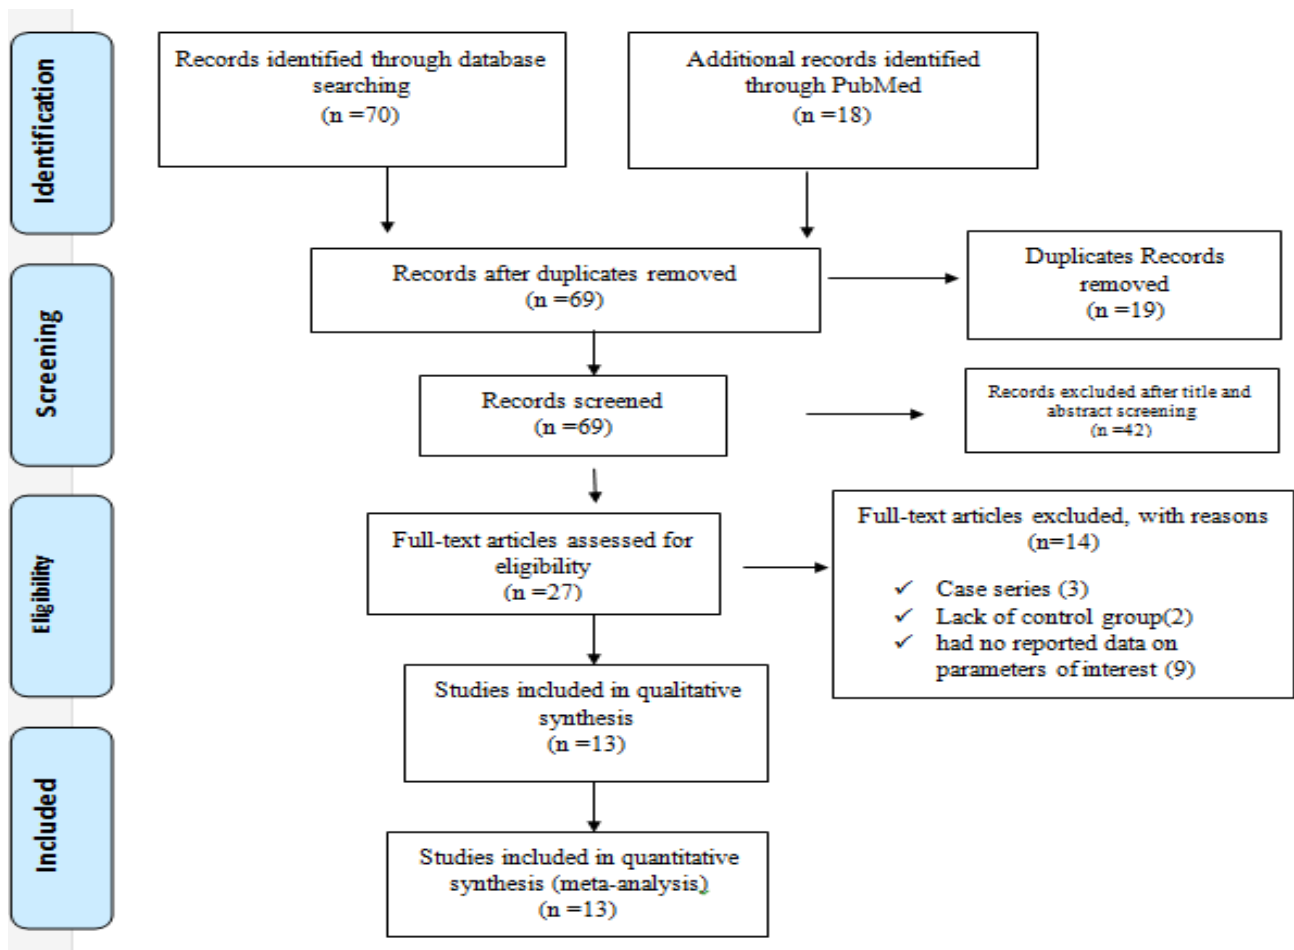 Identification
Records identified through database
searching
(n =70)
Additional records identified
through PubMed
(n =18)
Screening
Records after duplicates removed
(n =69)
Duplicates Records
removed
(n =19)
Records screened
(n =69)
Records excluded after title and
abstract screening
(n =42)
Eligibility
Full-text articles assessed for
eligibility
(n =27)
Full-text articles excluded, with reasons
(n=14)
✓ Case series (3)
✓ Lack of control group(2)
✓ had no reported data on
parameters of interest (9)
Studies included in qualitative
synthesis
(n =13)
Included
Studies included in quantitative
synthesis (meta-analysis)
(n =13)